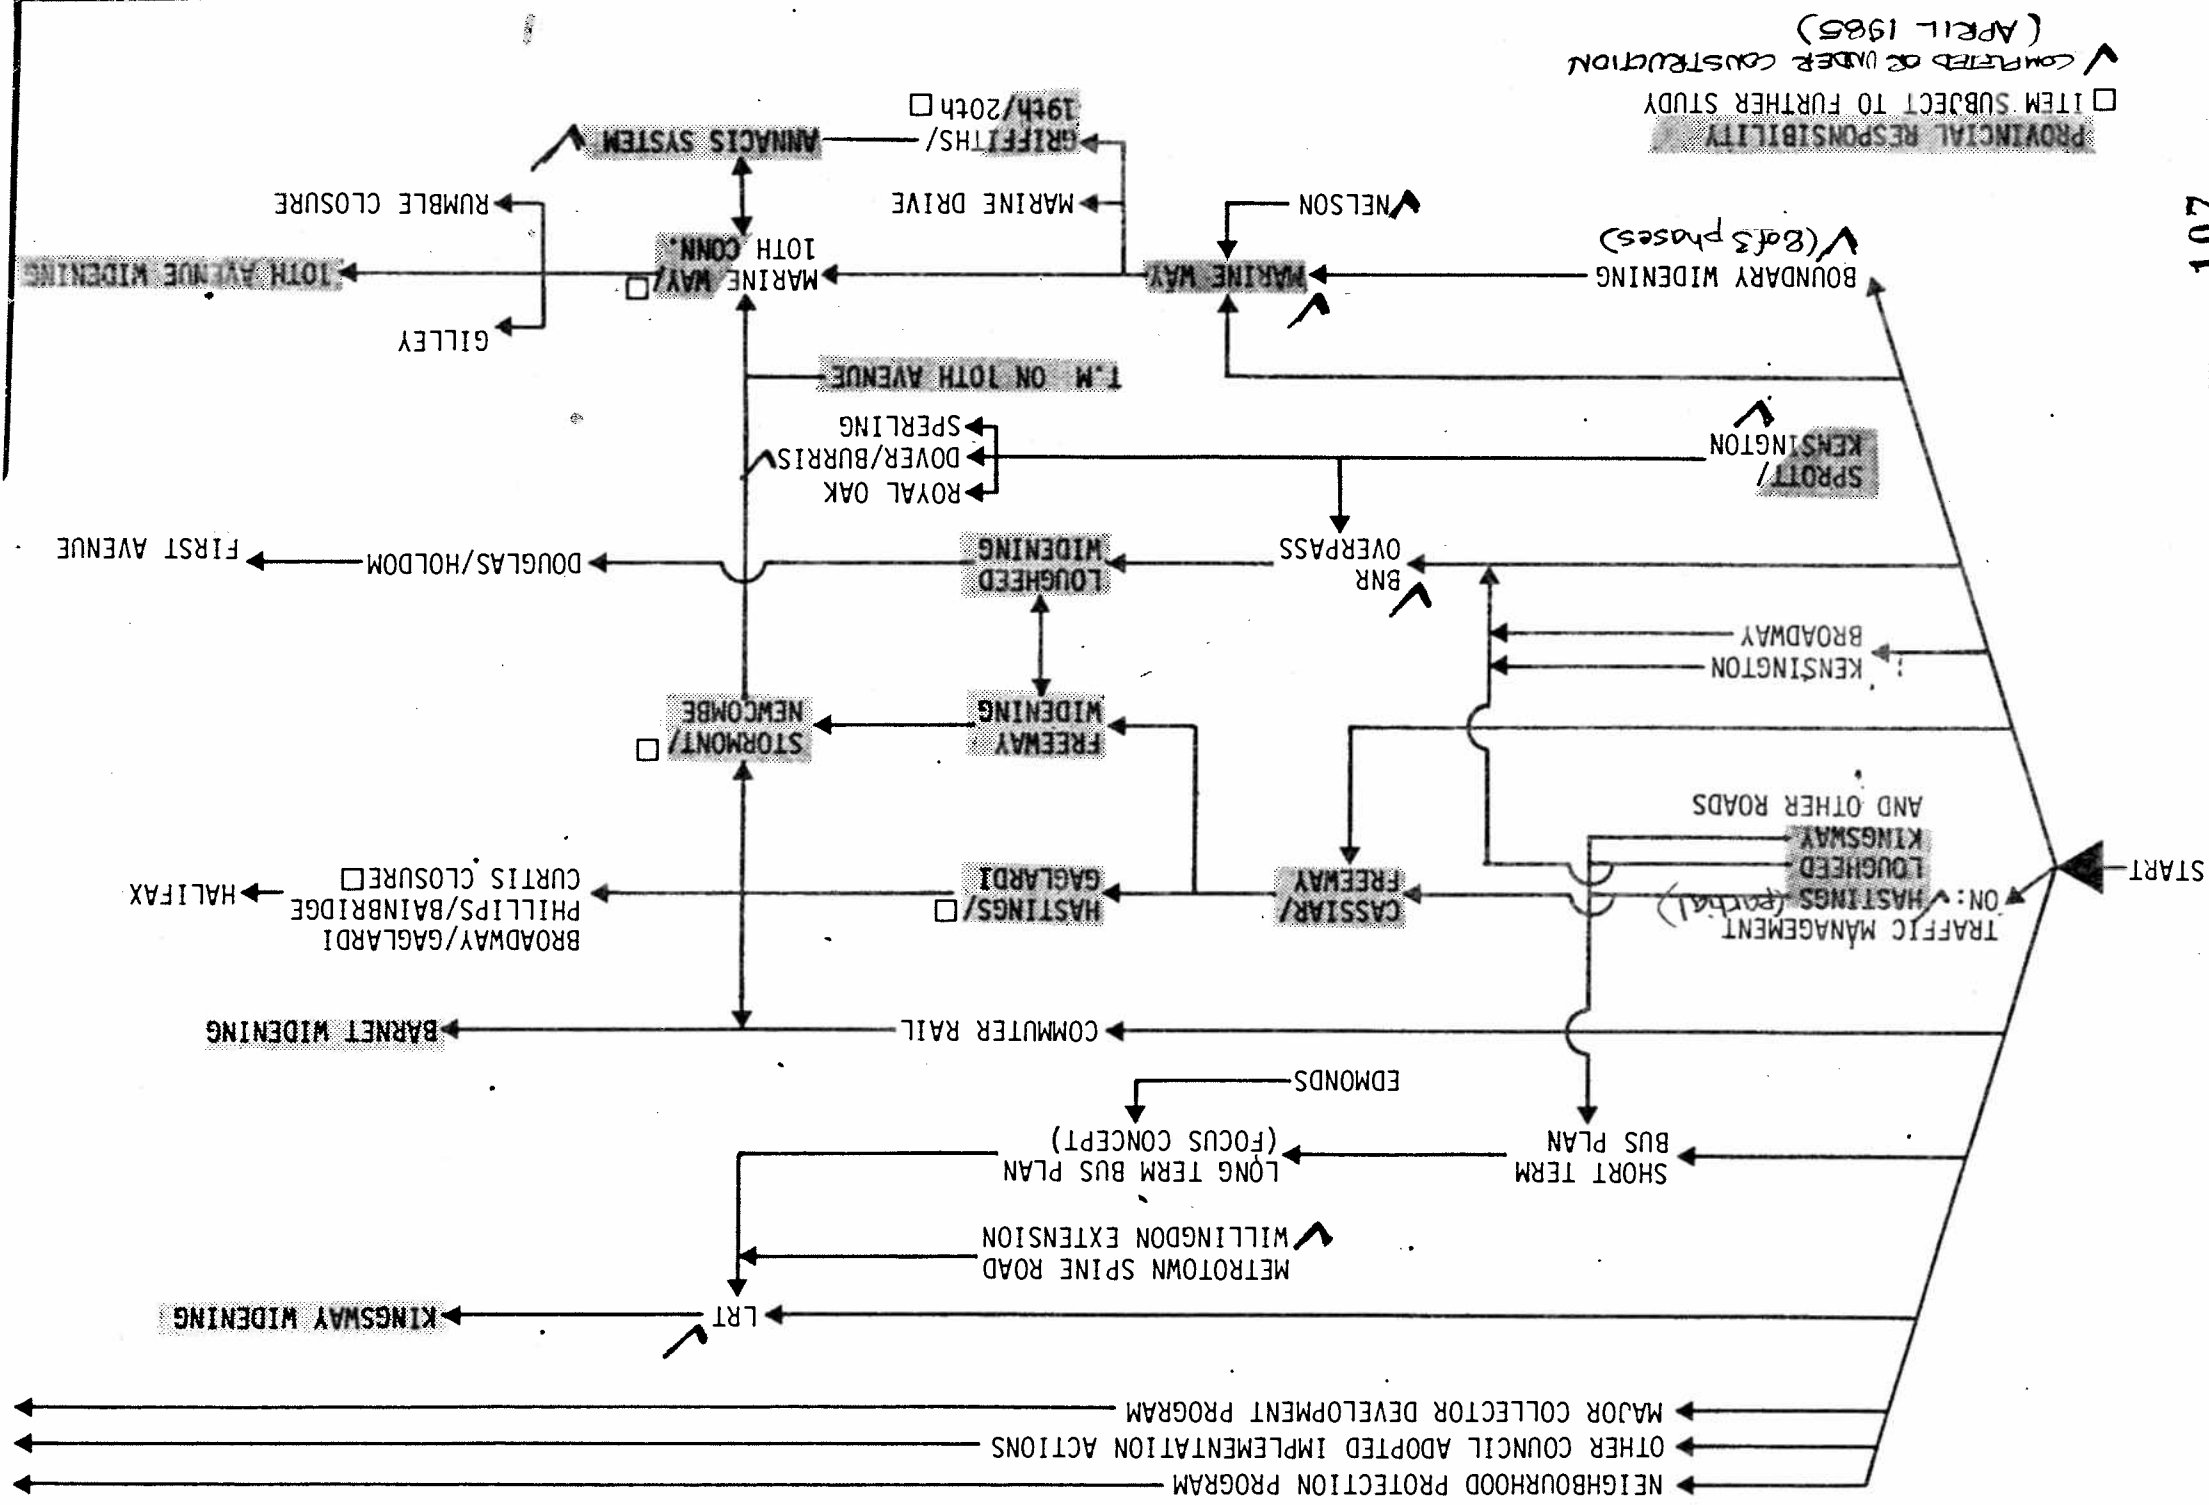 NEIGHBOURHOOD PROTECTION PROGRAM
OTHER COUNCIL ADOPTED IMPLEMENTATION ACTIONS
MAJOR COLLECTOR DEVELOPMENT PROGRAM
LRT
KINGSWAY WIDENING
METROTOWN SPINE ROAD
✓ WILLINGDON EXTENSION
SHORT TERM
BUS PLAN
LONG TERM BUS PLAN
(FOCUS CONCEPT)
EDMONDS
COMMUTER RAIL
BARNET WIDENING
START
TRAFFIC MANAGEMENT
ON: ✓ HASTINGS (partial)
LOUGHEED
KINGSWAY
AND OTHER ROADS
CASSIAR/
FREEWAY
HASTINGS/ □
GAGLARDI
BROADWAY/GAGLARDI
PHILLIPS/BAINBRIDGE
CURTIS CLOSURE □
HALIFAX
FREEWAY
WIDENING
STORMONT/ □
NEWCOMBE
KENSINGTON
BROADWAY
BNR
OVERPASS
LOUGHEED
WIDENING
DOUGLAS/HOLDOM
FIRST AVENUE
SPROTT/
KENSINGTON
ROYAL OAK
DOVER/BURRIS ✓
SPERLING
T.M ON 10TH AVENUE
BOUNDARY WIDENING
✓ (2 of 3 phases)
MARINE WAY
✓ NELSON
MARINE WAY/ □
10TH CONN.
GILLEY
10TH AVENUE WIDENING
RUMBLE CLOSURE
MARINE DRIVE
GRIFFITHS/
19th/20th □
ANNACIS SYSTEM ✓
PROVINCIAL RESPONSIBILITY
□ ITEM SUBJECT TO FURTHER STUDY
✓ COMPLETED OR UNDER CONSTRUCTION
(APRIL 1985)
107